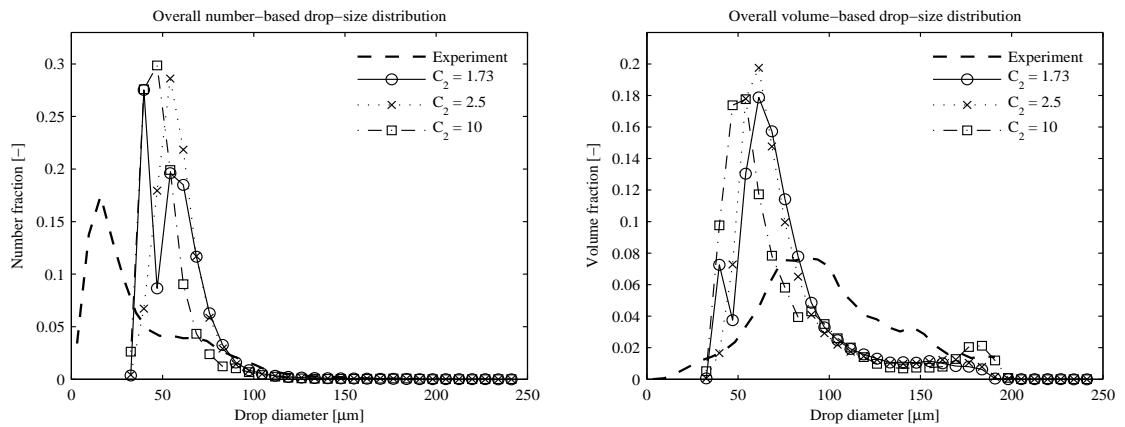 Overall number−based drop−size distribution
Number fraction [−]
0.3
0.25
0.2
0.15
0.1
0.05
0
0 50 100 150 200 250
Drop diameter [μm]
Experiment
C2 = 1.73
C2 = 2.5
C2 = 10
Overall volume−based drop−size distribution
Volume fraction [−]
0.2
0.18
0.16
0.14
0.12
0.1
0.08
0.06
0.04
0.02
0.00
0 50 100 150 200 250
Drop diameter [μm]
Experiment
C2 = 1.73
C2 = 2.5
C2 = 10